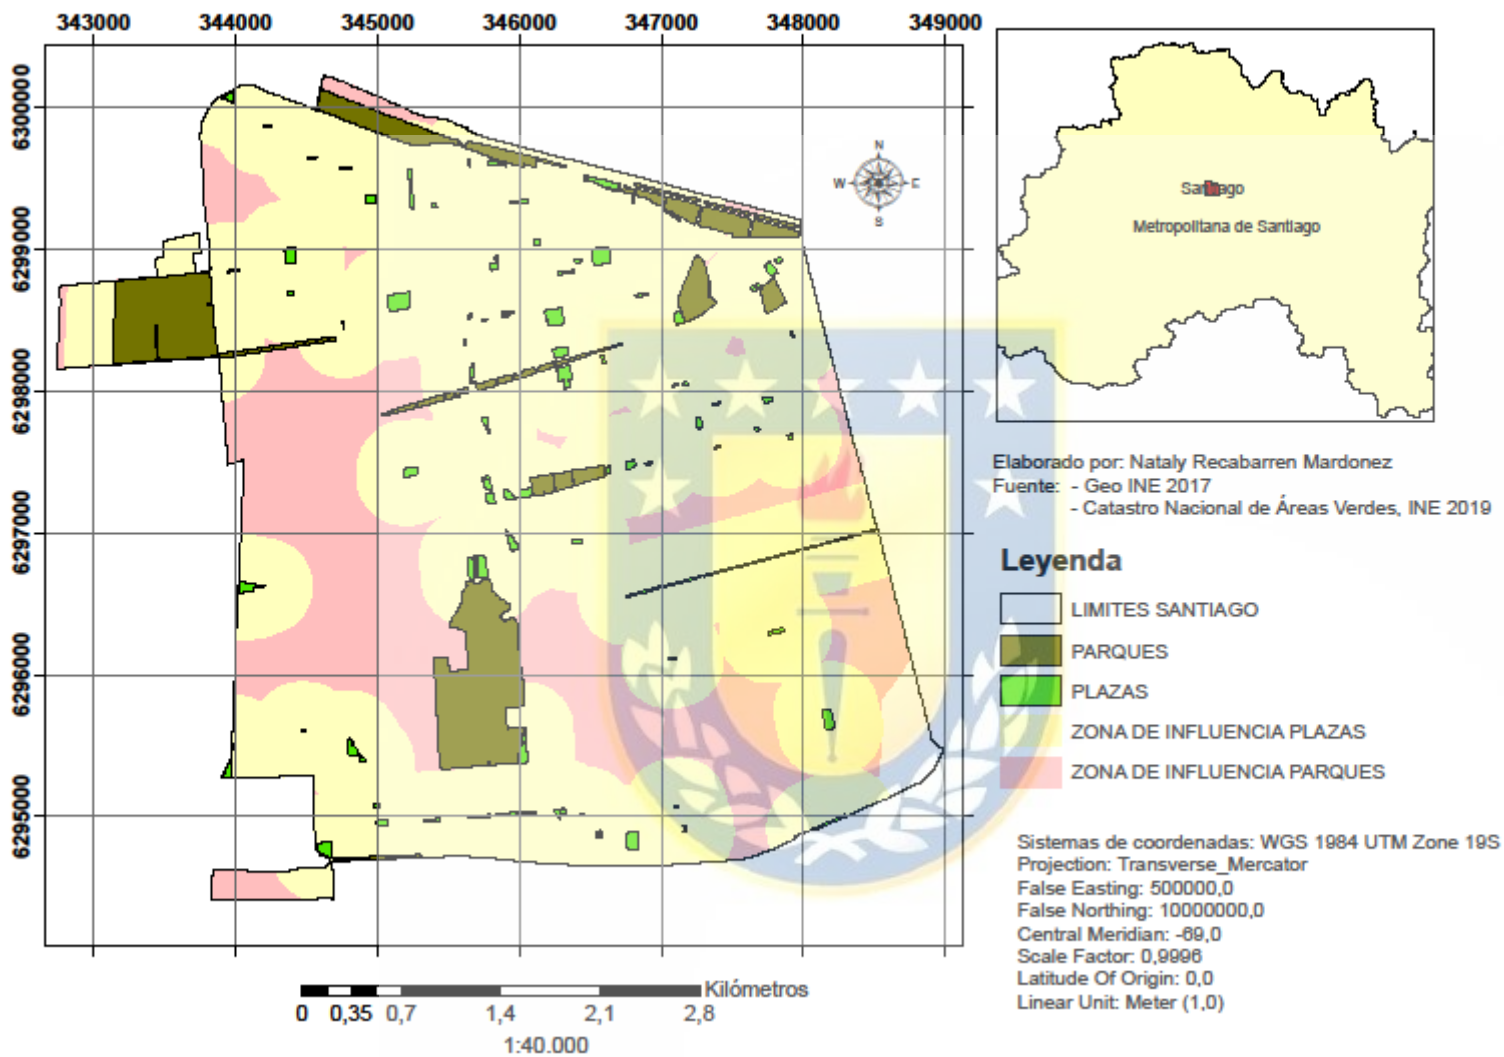 343000 344000 345000 346000 347000 348000 349000
6300000
6299000
6298000
6297000
6296000
6295000
N
W E
S
Santiago
Metropolitana de Santiago
Elaborado por: Nataly Recabarren Mardonez
Fuente: - Geo INE 2017
- Catastro Nacional de Áreas Verdes, INE 2019
Leyenda
LIMITES SANTIAGO
PARQUES
PLAZAS
ZONA DE INFLUENCIA PLAZAS
ZONA DE INFLUENCIA PARQUES
Sistemas de coordenadas: WGS 1984 UTM Zone 19S
Projection: Transverse_Mercator
False Easting: 500000,0
False Northing: 10000000,0
Central Meridian: -69,0
Scale Factor: 0,9996
Latitude Of Origin: 0,0
Linear Unit: Meter (1,0)
Kilómetros
0 0,35 0,7 1,4 2,1 2,8
1:40.000